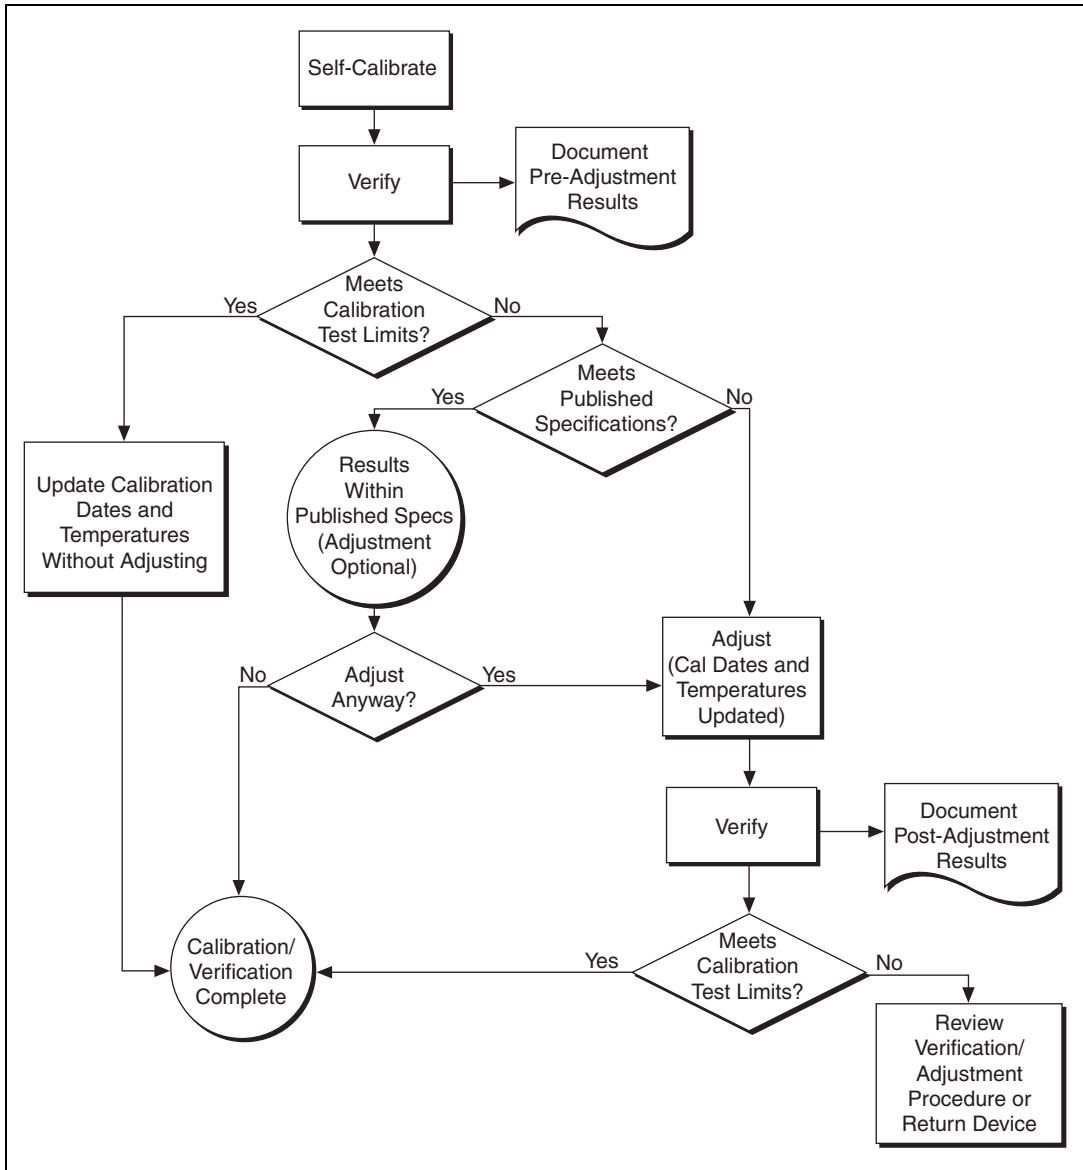 Self-Calibrate
Verify
Document
Pre-Adjustment
Results
Meets
Calibration
Test Limits?
Yes
No
Meets
Published
Specifications?
Yes
No
Update Calibration
Dates and
Temperatures
Without Adjusting
Results
Within
Published Specs
(Adjustment
Optional)
Adjust
Anyway?
No
Yes
Adjust
(Cal Dates and
Temperatures
Updated)
Verify
Document
Post-Adjustment
Results
Calibration/
Verification
Complete
Meets
Calibration
Test Limits?
Yes
No
Review
Verification/
Adjustment
Procedure or
Return Device